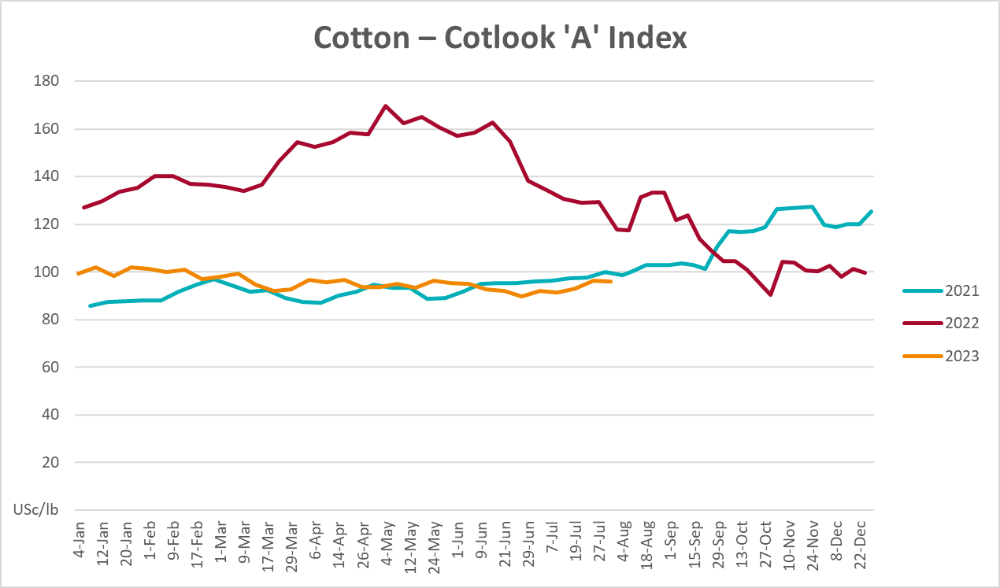 Cotton – Cotlook 'A' Index
180
160
140
120
100
80
60
40
20
USc/lb
4-Jan
12-Jan
20-Jan
1-Feb
9-Feb
17-Feb
1-Mar
9-Mar
17-Mar
29-Mar
6-Apr
14-Apr
26-Apr
4-May
12-May
24-May
1-Jun
9-Jun
21-Jun
29-Jun
7-Jul
19-Jul
27-Jul
4-Aug
18-Aug
1-Sep
15-Sep
29-Sep
13-Oct
27-Oct
10-Nov
24-Nov
8-Dec
22-Dec
2021
2022
2023